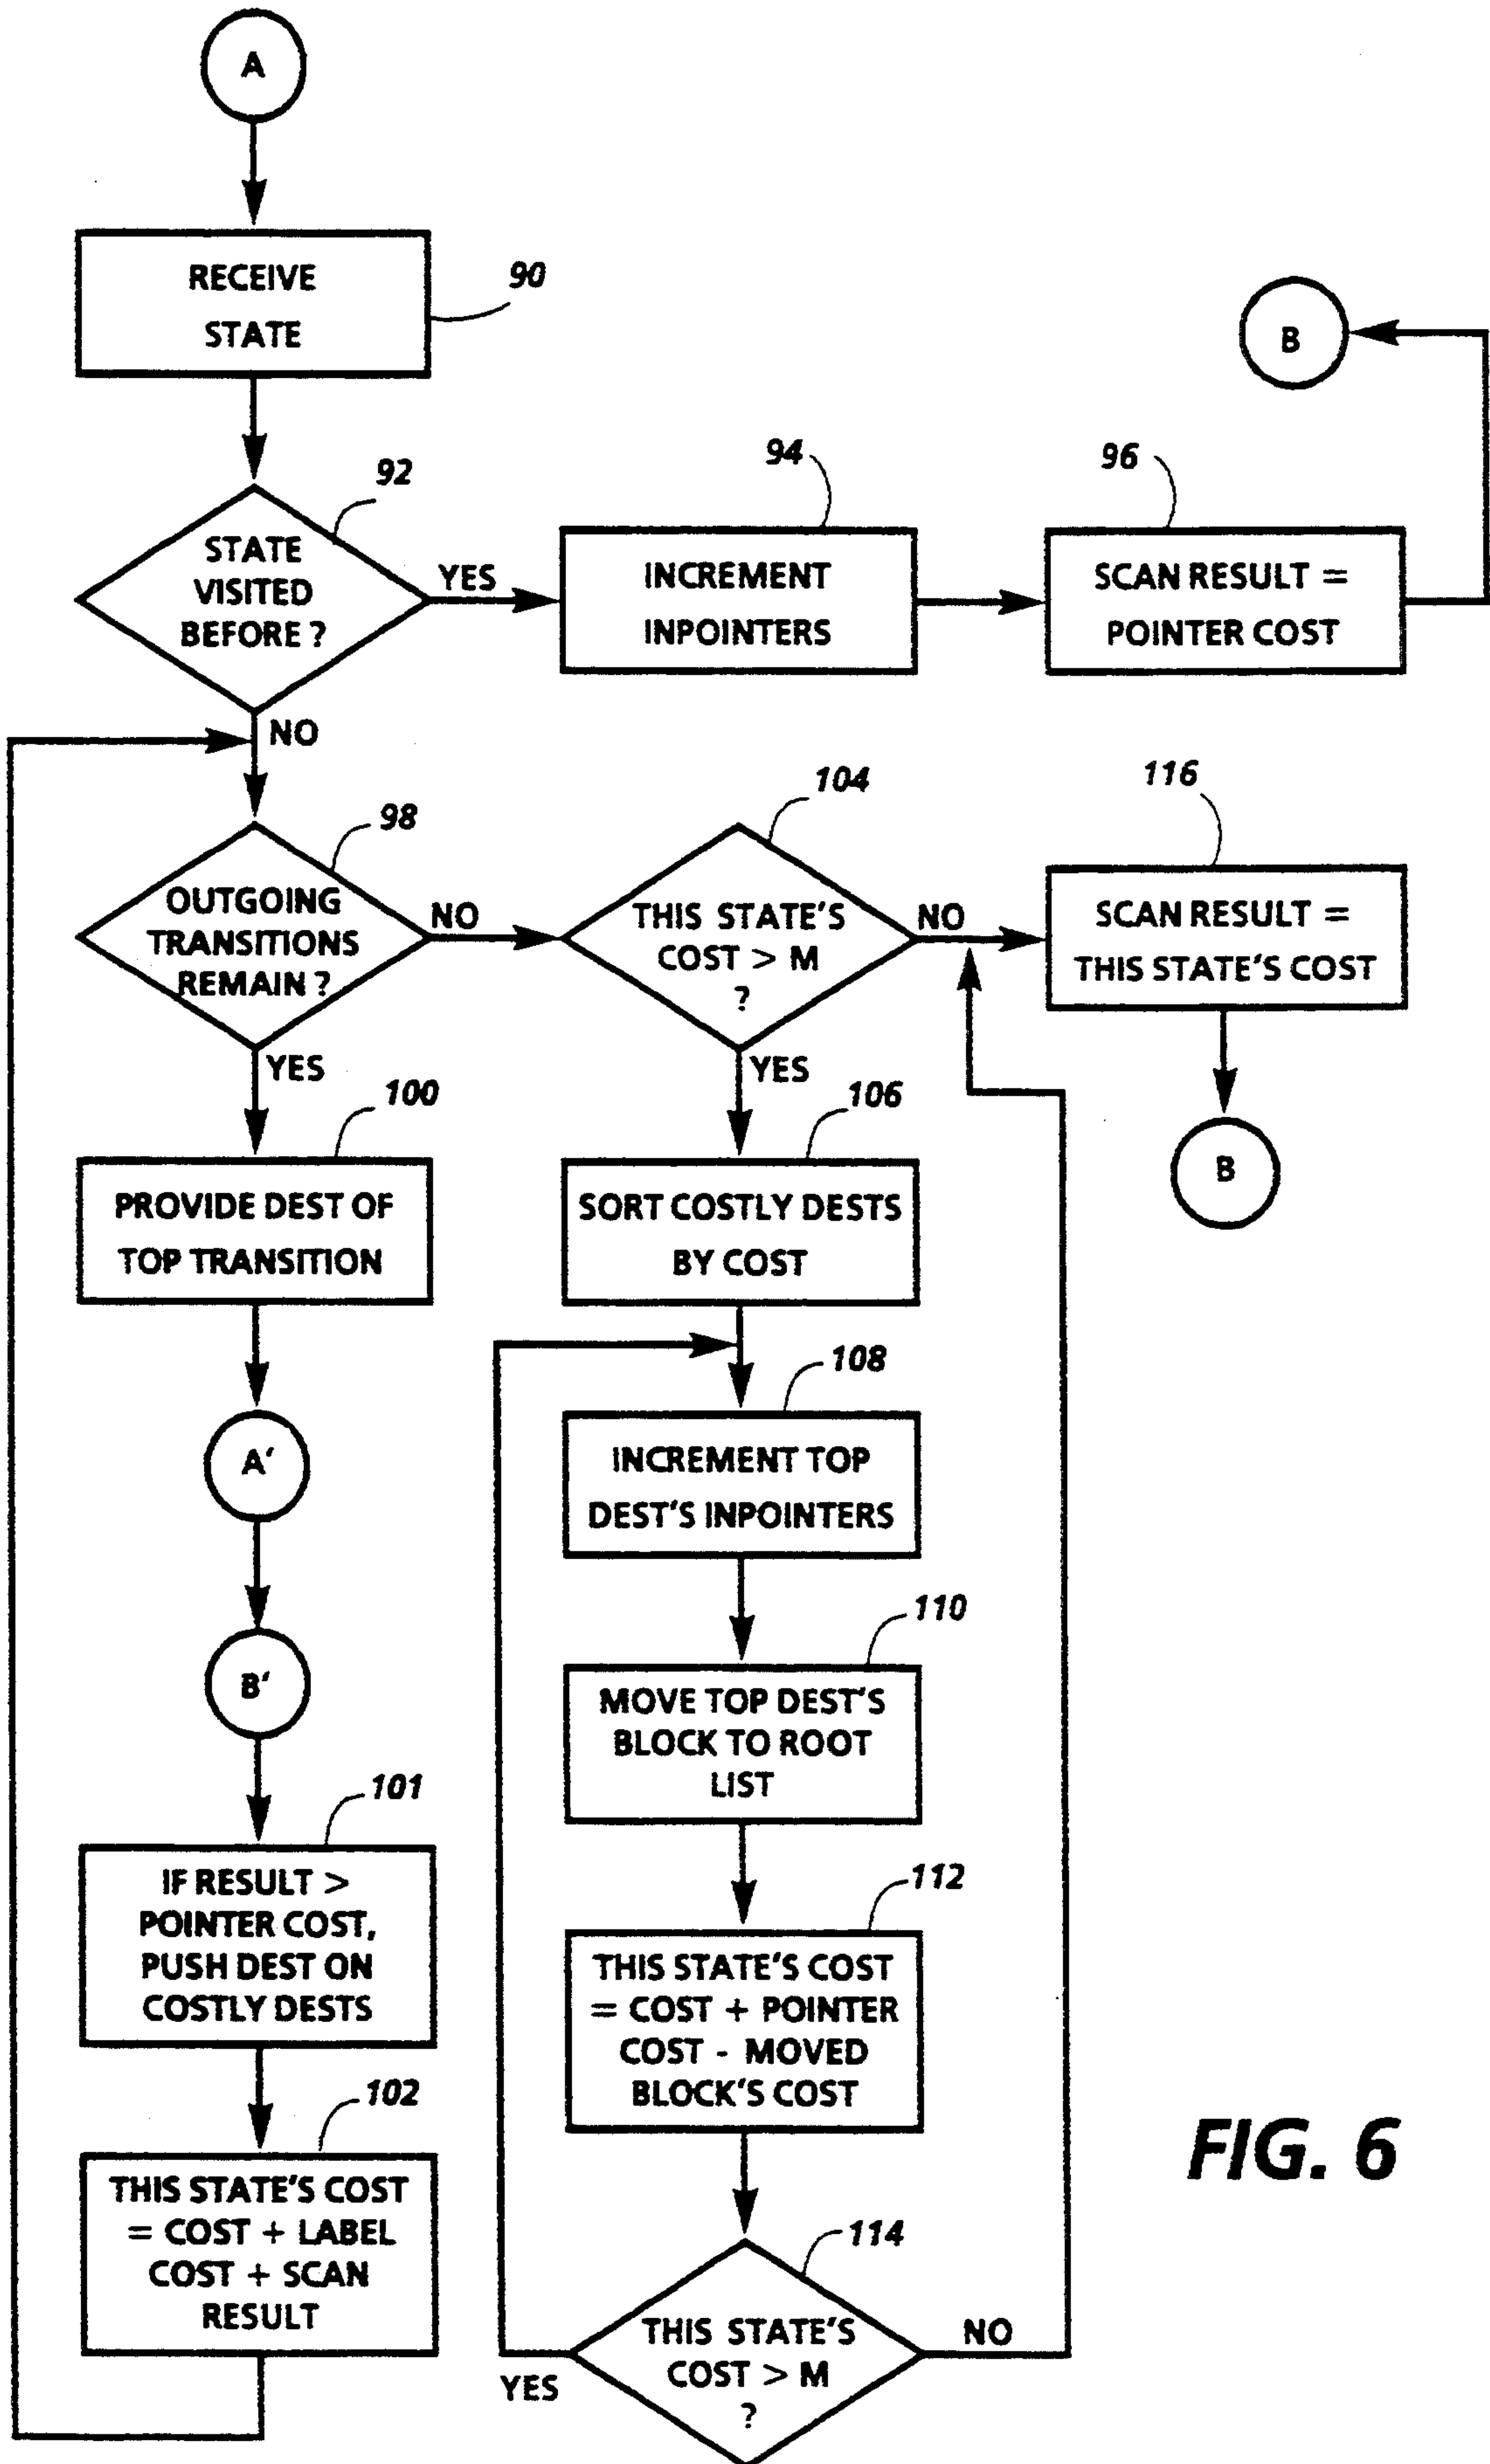 A
RECEIVE
STATE
90
B
92
STATE
VISITED
BEFORE ?
YES
94
INCREMENT
INPOINTERS
96
SCAN RESULT =
POINTER COST
NO
98
OUTGOING
TRANSITIONS
REMAIN ?
NO
104
THIS STATE'S
COST > M
?
NO
116
SCAN RESULT =
THIS STATE'S COST
B
YES
100
PROVIDE DEST OF
TOP TRANSITION
A'
B'
101
IF RESULT >
POINTER COST,
PUSH DEST ON
COSTLY DESTS
102
THIS STATE'S COST
= COST + LABEL
COST + SCAN
RESULT
YES
106
SORT COSTLY DESTS
BY COST
108
INCREMENT TOP
DEST'S INPOINTERS
110
MOVE TOP DEST'S
BLOCK TO ROOT
LIST
112
THIS STATE'S COST
= COST + POINTER
COST - MOVED
BLOCK'S COST
114
THIS STATE'S
COST > M
?
YES
NO
FIG. 6